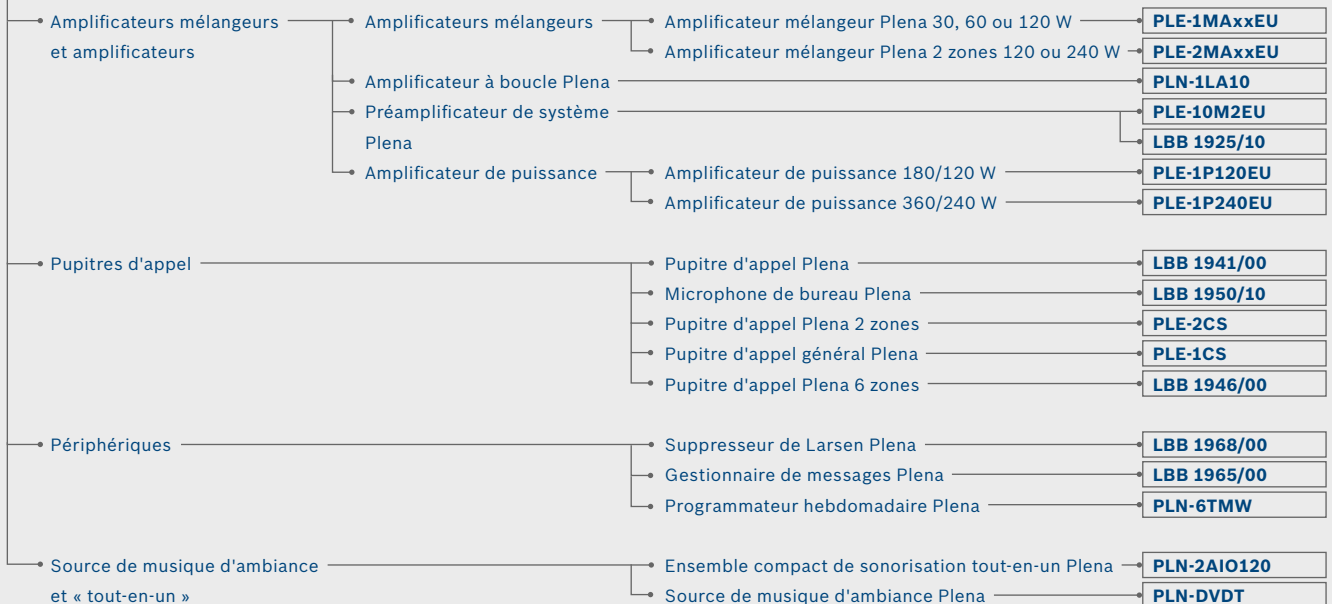 Amplificateurs mélangeurs
et amplificateurs
Amplificateurs mélangeurs
Amplificateur mélangeur Plena 30, 60 ou 120 W
PLE-1MAxxEU
Amplificateur mélangeur Plena 2 zones 120 ou 240 W
PLE-2MAxxEU
Amplificateur à boucle Plena
PLN-1LA10
Préamplificateur de système
Plena
PLE-10M2EU
LBB 1925/10
Amplificateur de puissance
Amplificateur de puissance 180/120 W
PLE-1P120EU
Amplificateur de puissance 360/240 W
PLE-1P240EU
Pupitres d'appel
Pupitre d'appel Plena
LBB 1941/00
Microphone de bureau Plena
LBB 1950/10
Pupitre d'appel Plena 2 zones
PLE-2CS
Pupitre d'appel général Plena
PLE-1CS
Pupitre d'appel Plena 6 zones
LBB 1946/00
Périphériques
Suppresseur de Larsen Plena
LBB 1968/00
Gestionnaire de messages Plena
LBB 1965/00
Programmateur hebdomadaire Plena
PLN-6TMW
Source de musique d'ambiance
et « tout-en-un »
Ensemble compact de sonorisation tout-en-un Plena
PLN-2AIO120
Source de musique d'ambiance Plena
PLN-DVDT